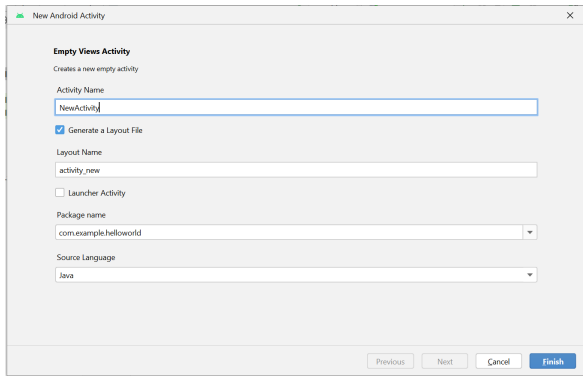 New Android Activity
Empty Views Activity
Creates a new empty activity
Activity Name
NewActivity
Generate a Layout File
Layout Name
activity_new
Launcher Activity
Package name
com.example.helloworld
Source Language
Java
Previous Next Cancel Finish